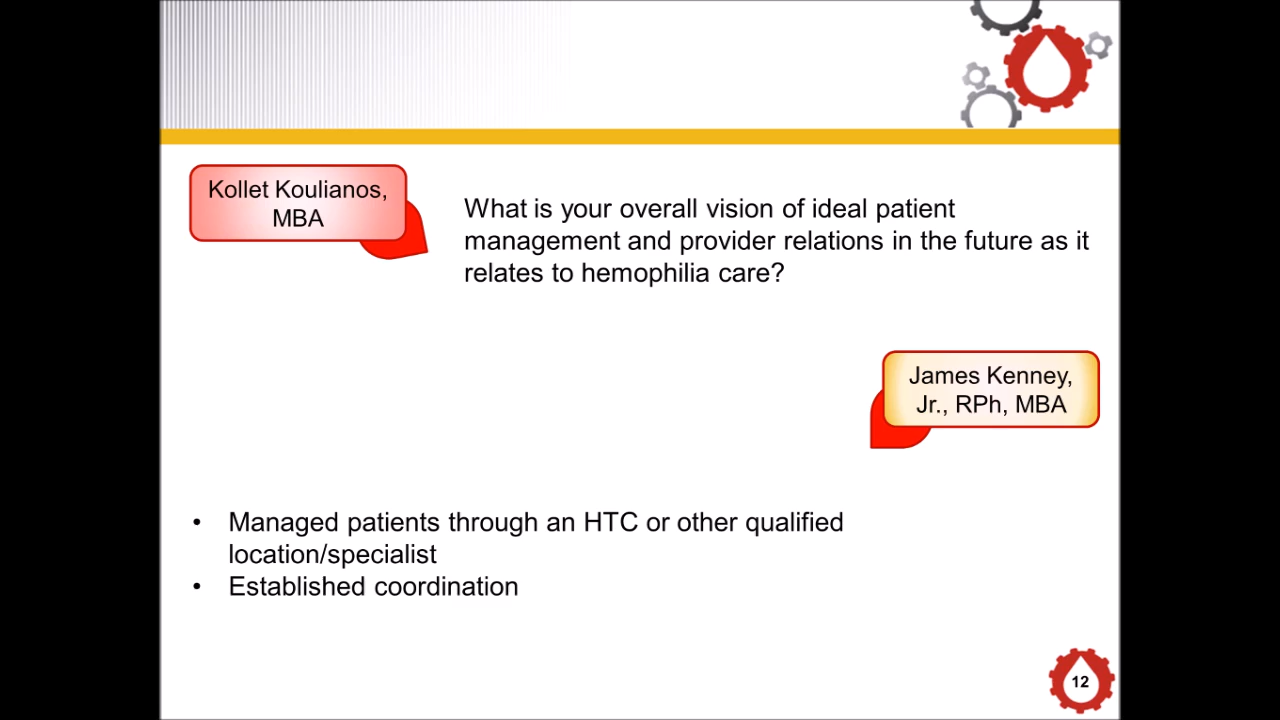 Kollet Koulianos,
MBA
What is your overall vision of ideal patient
management and provider relations in the future as it
relates to hemophilia care?
James Kenney,
Jr., RPh, MBA
• Managed patients through an HTC or other qualified
location/specialist
• Established coordination
12